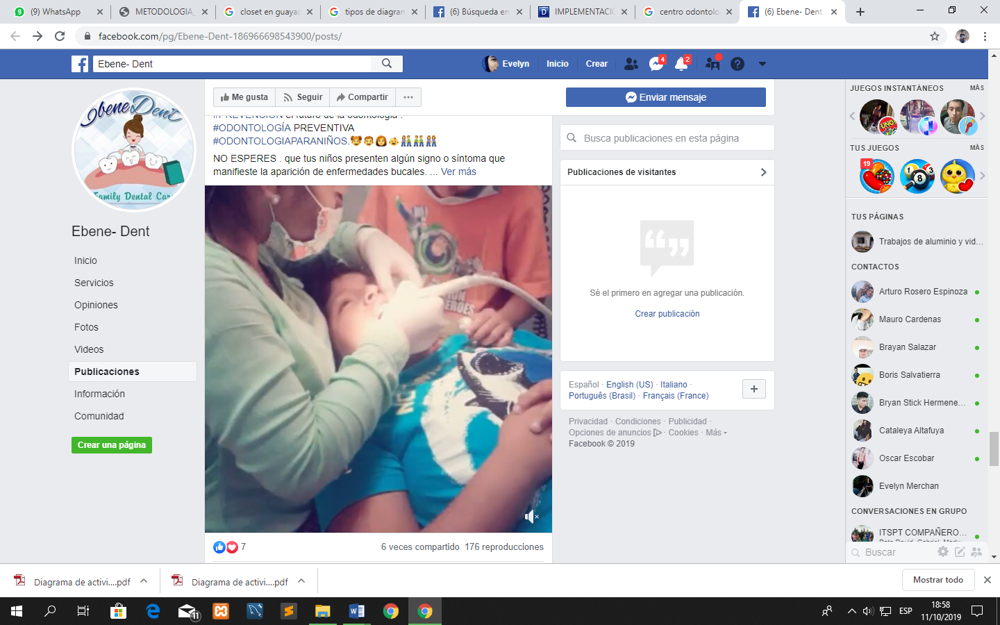 (9) WhatsApp
METODOLOGIA_
closet en guayac
tipos de diagram
(6) Búsqueda en
IMPLEMENTACIO
centro odontolo
(6) Ebene- Dent
facebook.com/pg/Ebene-Dent-186966698543900/posts/
Ebene- Dent
Evelyn
Inicio
Crear
4
2
Ebene Dent
Family Dental Care
Ebene- Dent
Inicio
Servicios
Opiniones
Fotos
Videos
Publicaciones
Información
Comunidad
Crear una página
Me gusta
Seguir
Compartir
Enviar mensaje
#PREVENCIÓN el futuro de la odontología .
#ODONTOLOGÍA PREVENTIVA
#ODONTOLOGIAPARANIÑOS.
NO ESPERES . que tus niños presenten algún signo o síntoma que
manifieste la aparición de enfermedades bucales. ... Ver más
7
6 veces compartido 176 reproducciones
Busca publicaciones en esta página
Publicaciones de visitantes
Sé el primero en agregar una publicación.
Crear publicación
Español · English (US) · Italiano ·
Português (Brasil) · Français (France)
Privacidad · Condiciones · Publicidad ·
Opciones de anuncios · Cookies · Más
Facebook © 2019
JUEGOS INSTANTÁNEOS
MÁS
UNO
TUS JUEGOS
MÁS
19
8
TUS PÁGINAS
Trabajos de aluminio y vid...
CONTACTOS
Arturo Rosero Espinoza
Mauro Cardenas
Brayan Salazar
Boris Salvatierra
Bryan Stick Hermene...
Cataleya Altafuya
Oscar Escobar
Evelyn Merchan
CONVERSACIONES EN GRUPO
ITSPT COMPAÑERO...
Buscar
Diagrama de activi....pdf
Diagrama de activi....pdf
Mostrar todo
11
ESP
18:58
11/10/2019